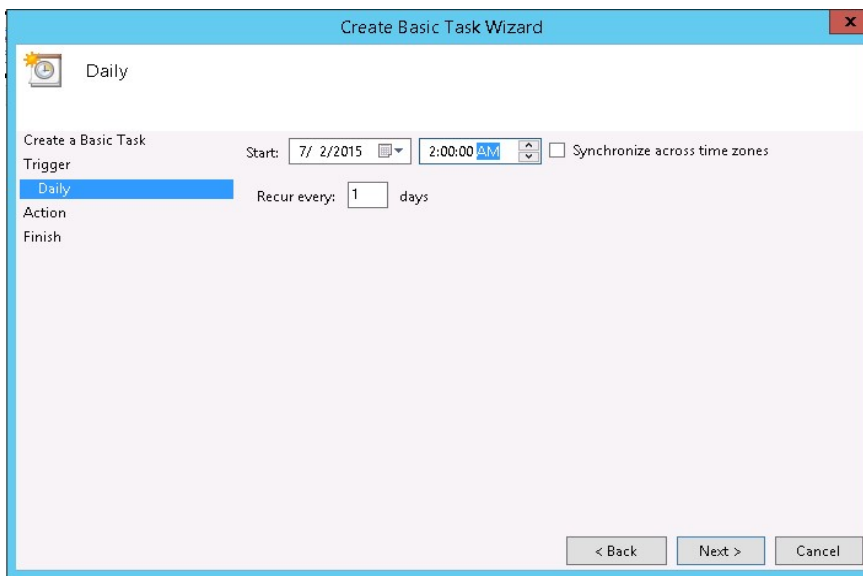 Create Basic Task Wizard
x
Daily
Create a Basic Task
Trigger
Daily
Action
Finish
Start: 7/ 2/2015 2:00:00 AM Synchronize across time zones
Recur every: 1 days
< Back Next > Cancel